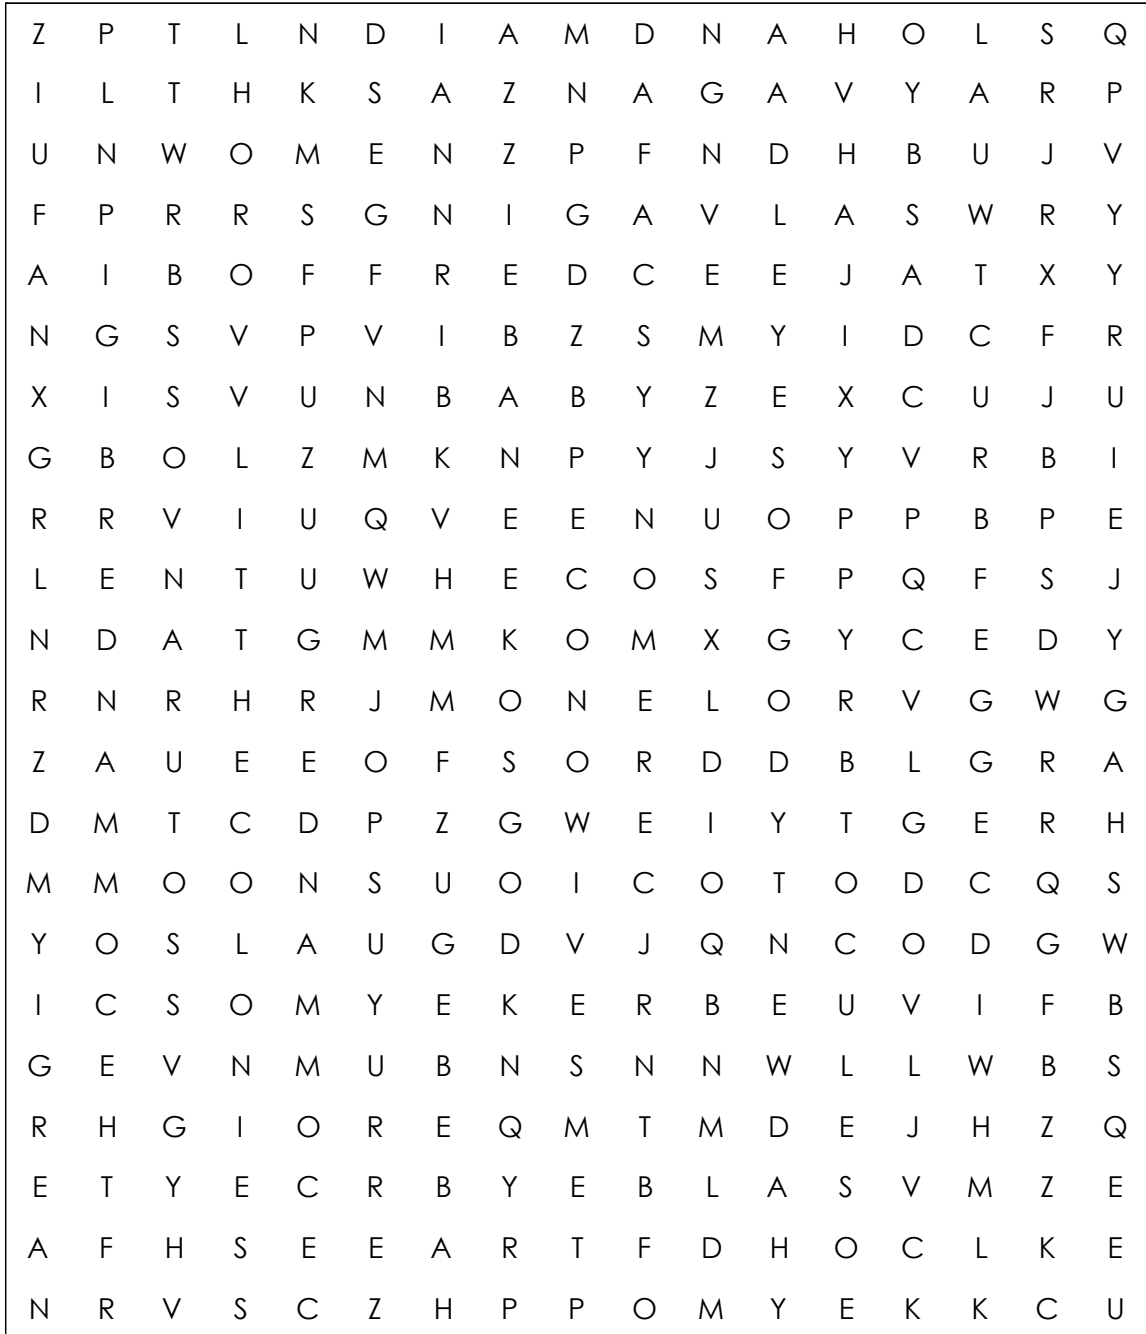 Z P T L N D I A M D N A H O L S Q
I L T H K S A Z N A G A V Y A R P
U N W O M E N Z P F N D H B U J V
F P R R S G N I G A V L A S W R Y
A I B O F F R E D C E E J A T X Y
N G S V P V I B Z S M Y I D C F R
X I S V U N B A B Y Z E X C U J U
G B O L Z M K N P Y J S Y V R B I
R R V I U Q V E E N U O P P B P E
L E N T U W H E C O S F P Q F S J
N D A T G M M K O M X G Y C E D Y
R N R H R J M O N E L O R V G W G
Z A U E E O F S O R D D B L G R A
D M T C D P Z G W E I Y T G E R H
M M O O N S U O I C O T O D C Q S
Y O S L A U G D V J Q N C O D G W
I C S O M Y E K E R B E U V I F B
G E V N M U B N S N N W L L W B S
R H G I O R E Q M T M D E J H Z Q
E T Y E C R B Y E B L A S V M Z E
A F H S E E A R T F D H O C L K E
N R V S C Z H P P O M Y E K K C U